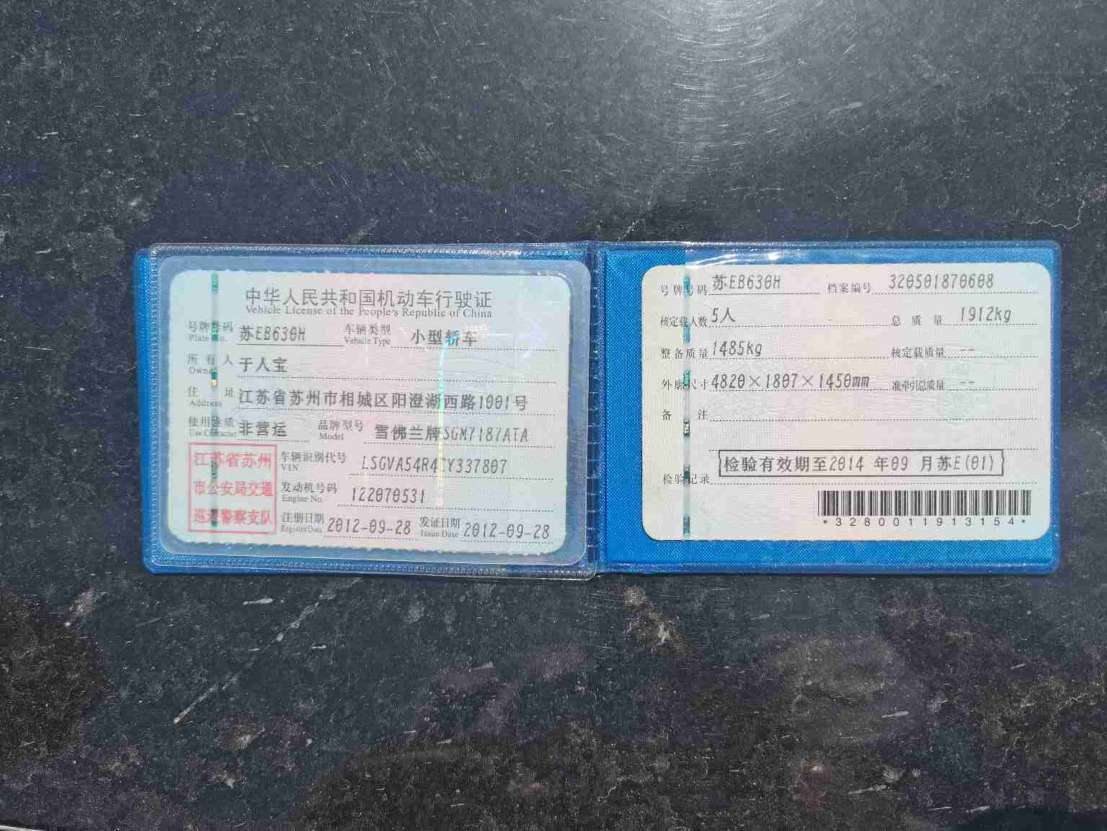 中华人民共和国机动车行驶证
Vehicle License of the People's Republic of China
号牌号码 苏EB630H 车辆类型 小型轿车
Plate No. Vehicle Type
所有人 于人宝
Owner
住址 江苏省苏州市相城区阳澄湖西路1001号
Address
使用性质 非营运 品牌型号 雪佛兰牌SGM7187ATA
Use Character Model
江苏省苏州
市公安局交通
巡逻警察支队
车辆识别代号
VIN
发动机号码 122070531
Engine No.
注册日期 2012-09-28 发证日期 2012-09-28
Register Date Issue Date
号牌号码 苏EB630H 档案编号 320501870608
核定载人数 5人 总质量 1912kg
整备质量 1485kg 核定载质量 --
外廓尺寸 4820×1807×1450mm 准牵引总质量 --
备注
检验有效期至2014 年09 月苏E(01)
检验记录
*3280011913154*